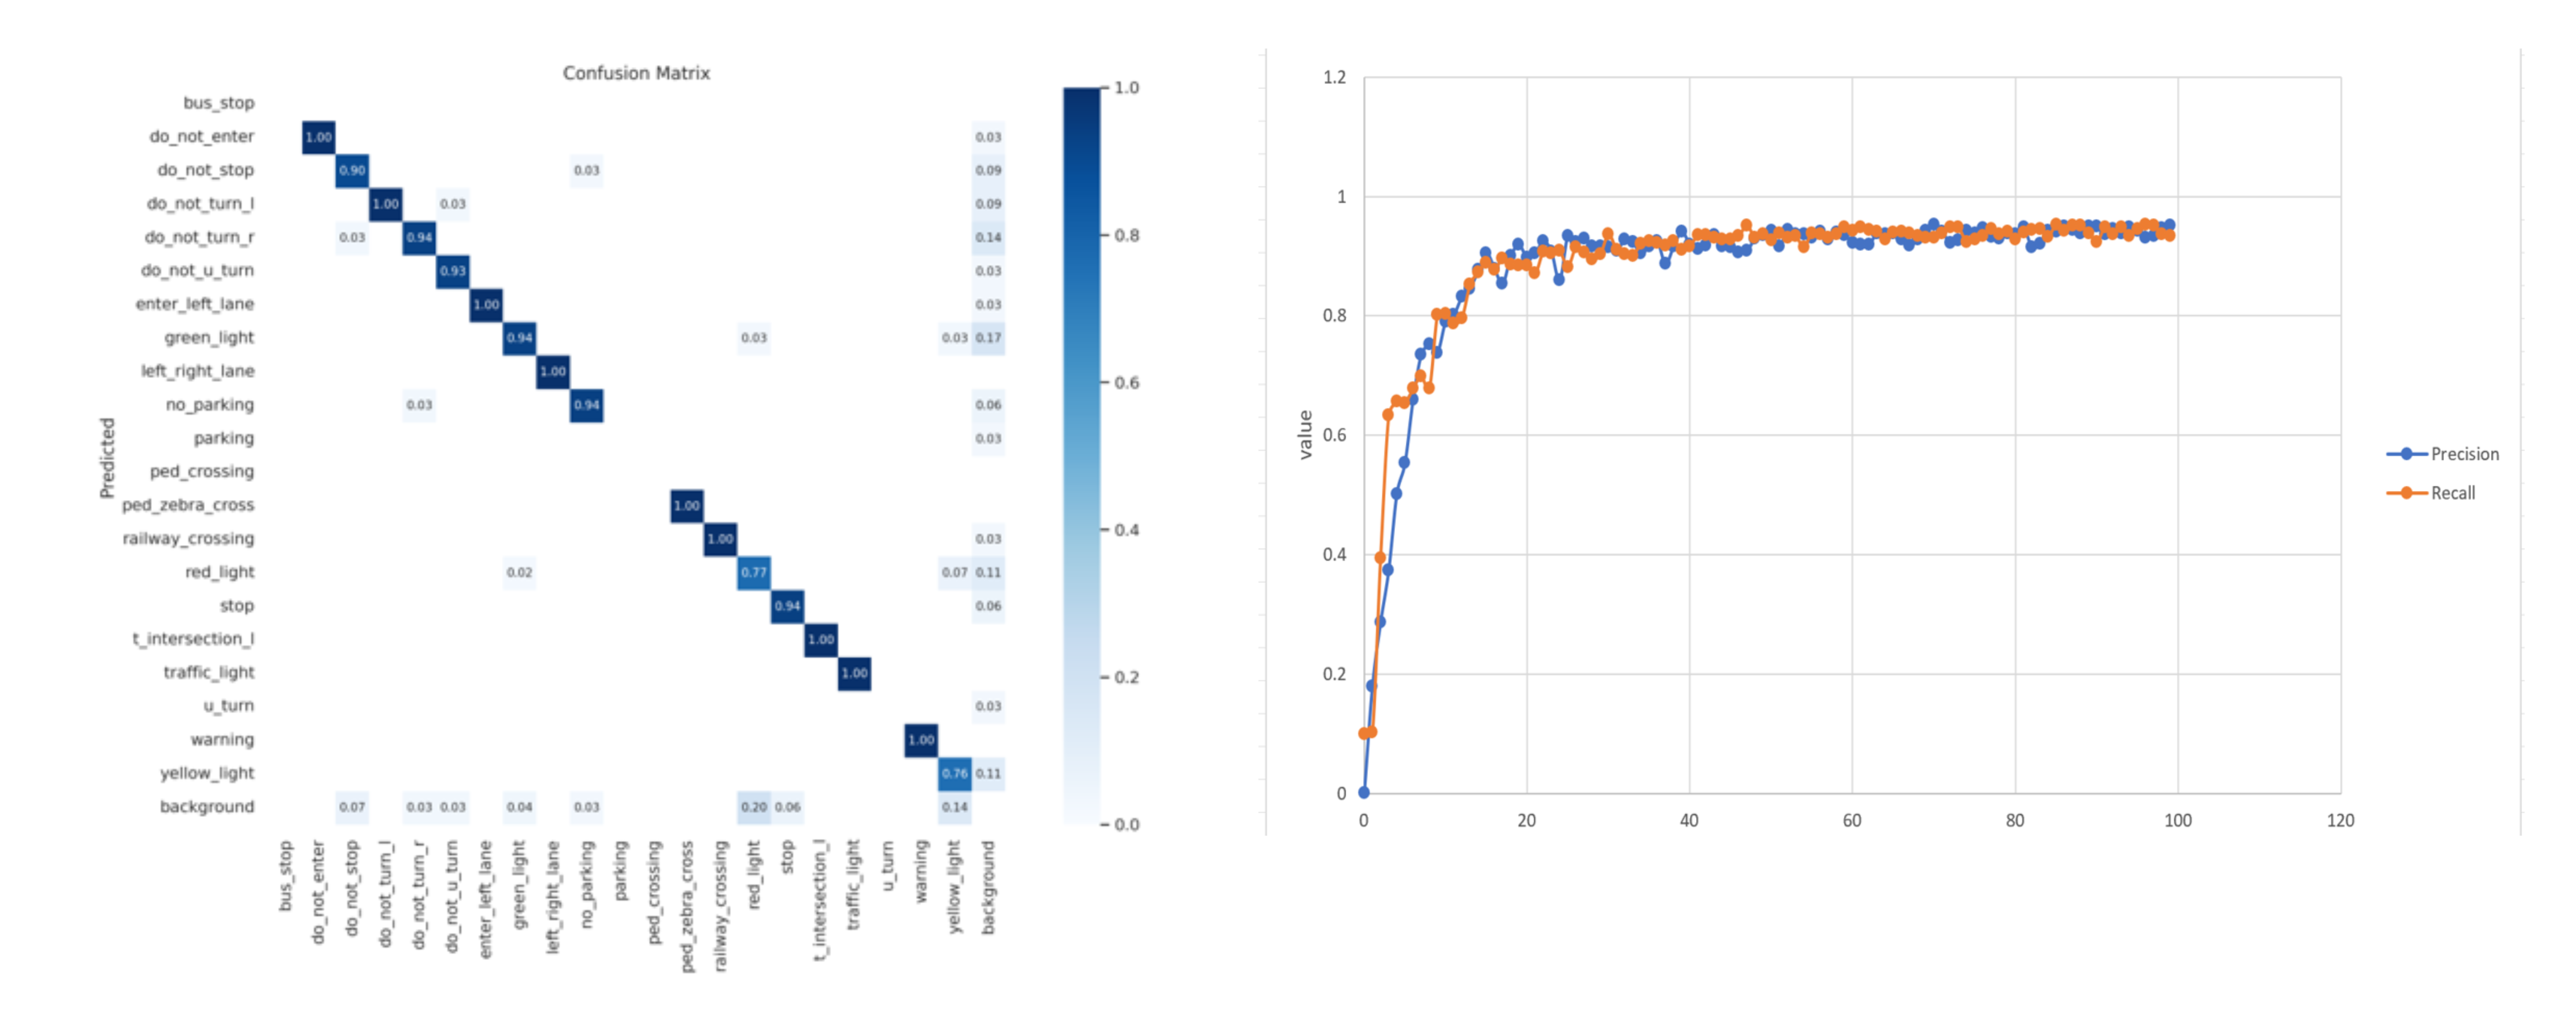 Confusion Matrix
bus_stop
do_not_enter 1.00 0.03
do_not_stop 0.90 0.03 0.09
do_not_turn_l 1.00 0.03 0.09
do_not_turn_r 0.03 0.94 0.14
do_not_u_turn 0.93 0.03
enter_left_lane 1.00 0.03
green_light 0.94 0.03 0.03 0.17
left_right_lane 1.00
no_parking 0.03 0.94 0.06
parking 0.03
ped_crossing
ped_zebra_cross 1.00
railway_crossing 1.00 0.03
red_light 0.02 0.77 0.07 0.11
stop 0.94 0.06
t_intersection_l 1.00
traffic_light 1.00
u_turn 0.03
warning 1.00
yellow_light 0.76 0.11
background 0.07 0.03 0.03 0.04 0.03 0.20 0.06 0.14
Predicted
bus_stop
do_not_enter
do_not_stop
do_not_turn_l
do_not_turn_r
do_not_u_turn
enter_left_lane
green_light
left_right_lane
no_parking
parking
ped_crossing
ped_zebra_cross
railway_crossing
red_light
stop
t_intersection_l
traffic_light
u_turn
warning
yellow_light
background
1.0
0.8
0.6
0.4
0.2
0.0
1.2
1
0.8
0.6
0.4
0.2
0
value
0 20 40 60 80 100 120
Precision
Recall